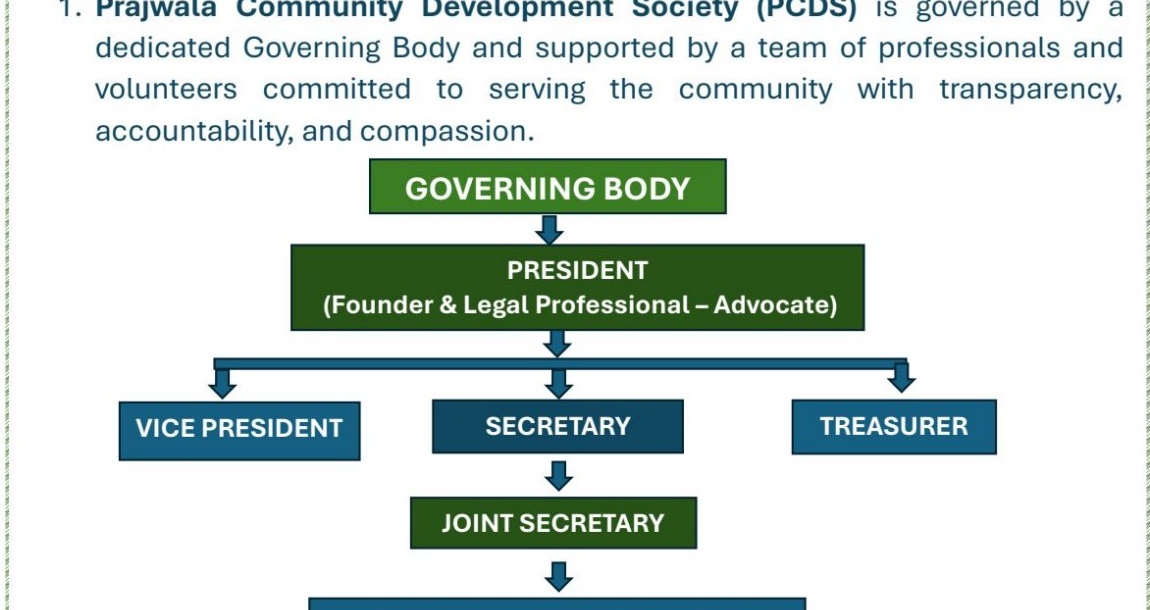 1. Prajwala Community Development Society (PCDS) is governed by a
dedicated Governing Body and supported by a team of professionals and
volunteers committed to serving the community with transparency,
accountability, and compassion.
GOVERNING BODY
PRESIDENT
(Founder & Legal Professional – Advocate)
VICE PRESIDENT
SECRETARY
TREASURER
JOINT SECRETARY